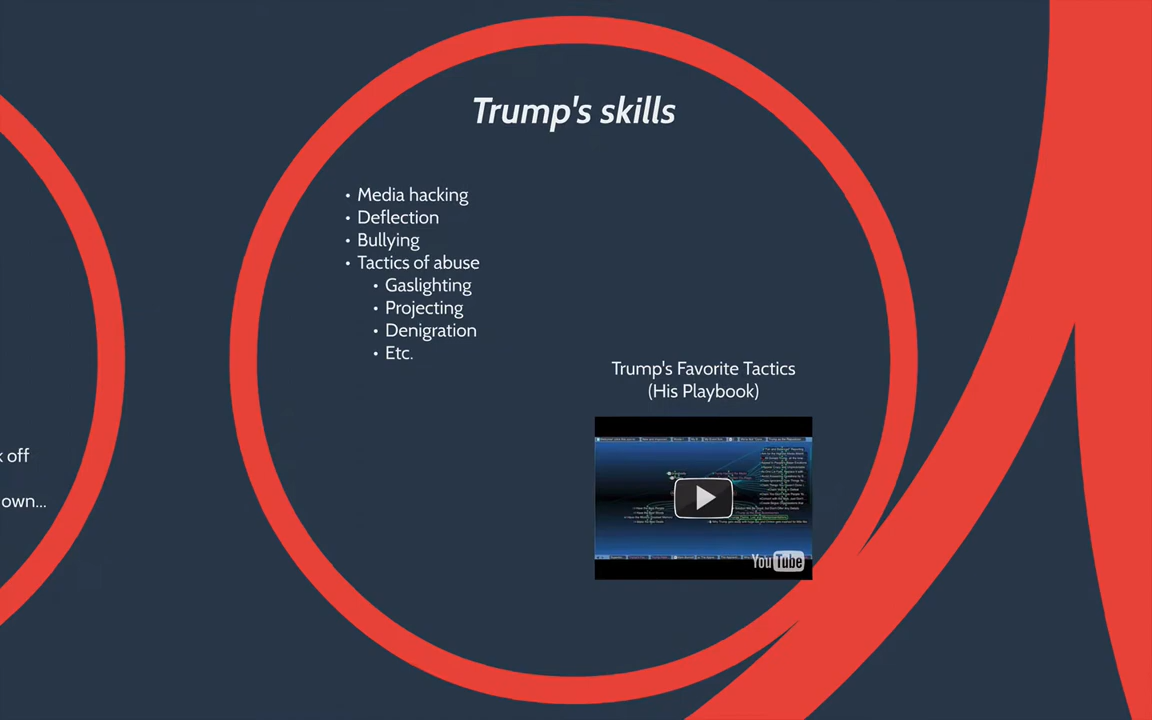 Trump's skills
• Media hacking
• Deflection
• Bullying
• Tactics of abuse
• Gaslighting
• Projecting
• Denigration
• Etc.
Trump's Favorite Tactics
(His Playbook)
off
own...
YouTube